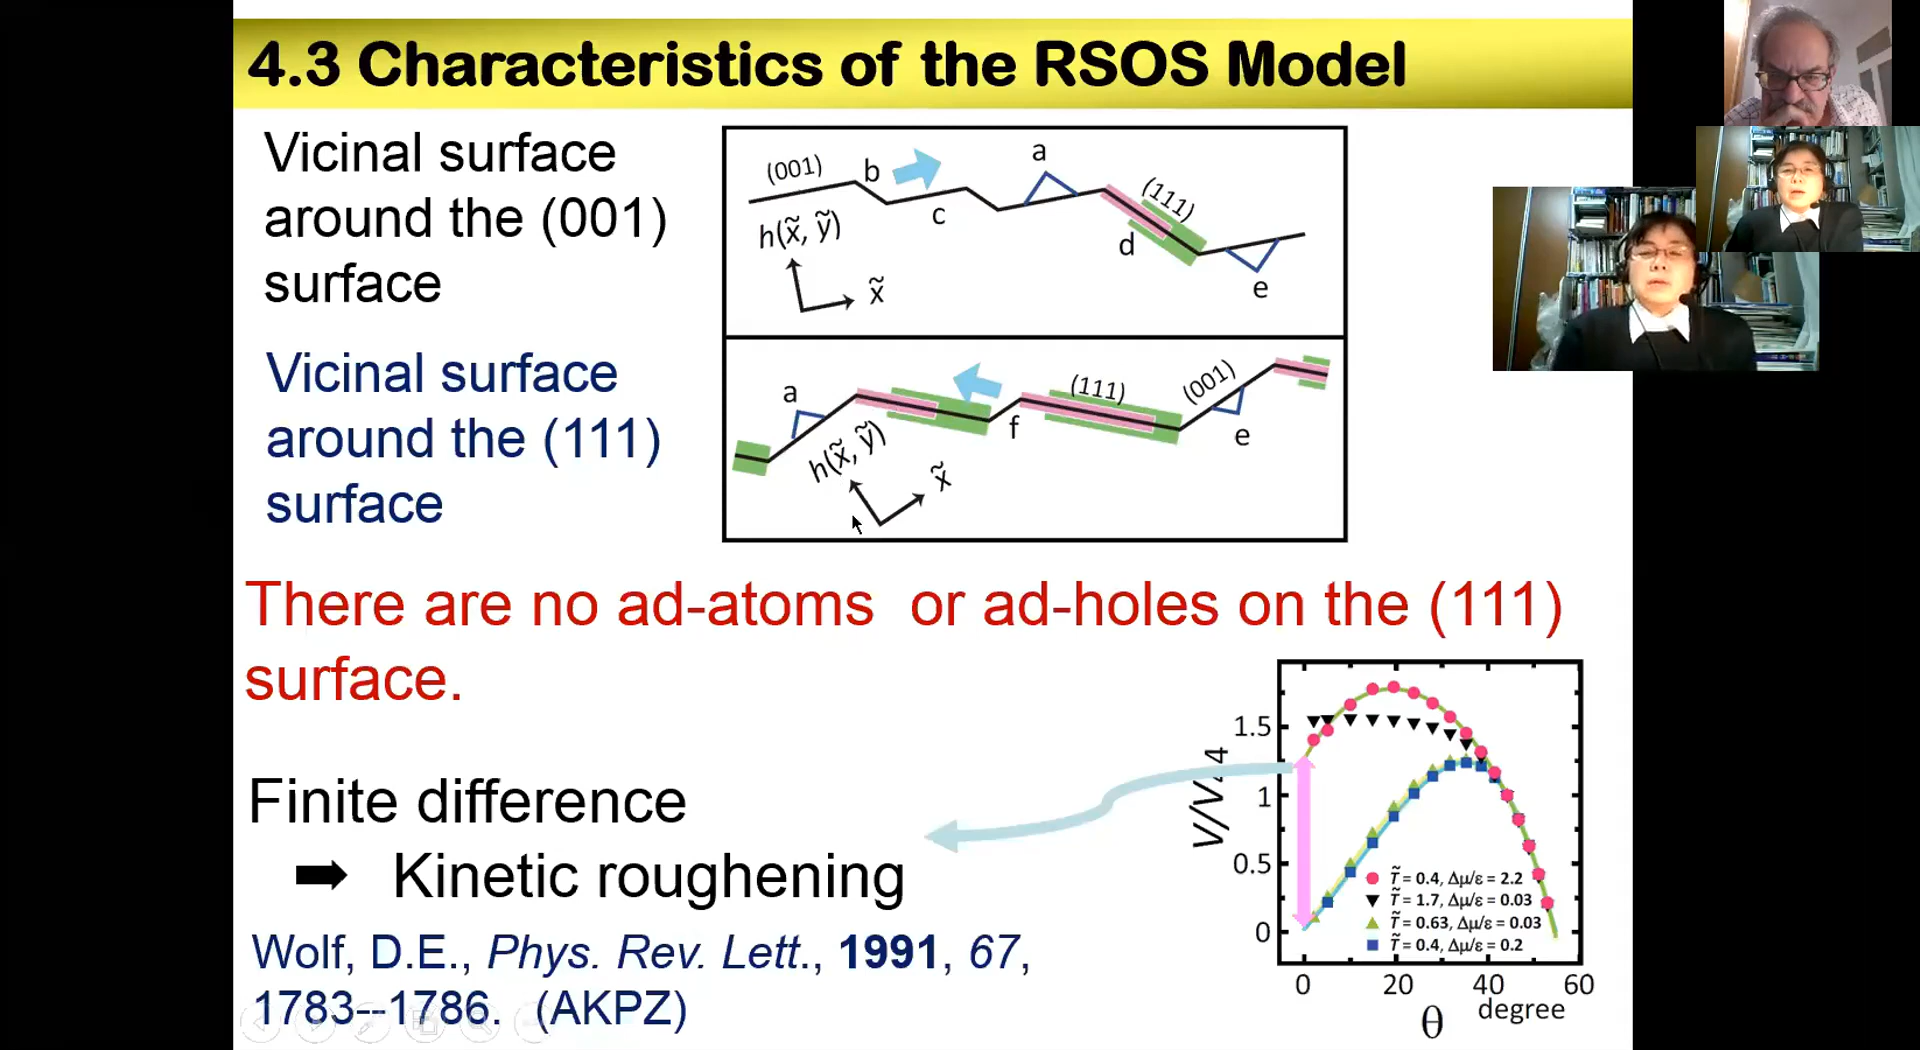 4.3 Characteristics of the RSOS Model
Vicinal surface
around the (001)
surface
(001)
b
a
(111)
c
h(x̃, ỹ)
d
x̃
e
Vicinal surface
around the (111)
surface
a
(111)
(001)
f
e
h(x̃, ỹ)
x̃
There are no ad-atoms or ad-holes on the (111)
surface.
Finite difference
➡ Kinetic roughening
Wolf, D.E., Phys. Rev. Lett., 1991, 67,
1783--1786. (AKPZ)
1.5
1
0.5
0
T̃ = 0.4, Δμ/ε = 2.2
T̃ = 1.7, Δμ/ε = 0.03
T̃ = 0.63, Δμ/ε = 0.03
T̃ = 0.4, Δμ/ε = 0.2
0 20 40 60
θ degree